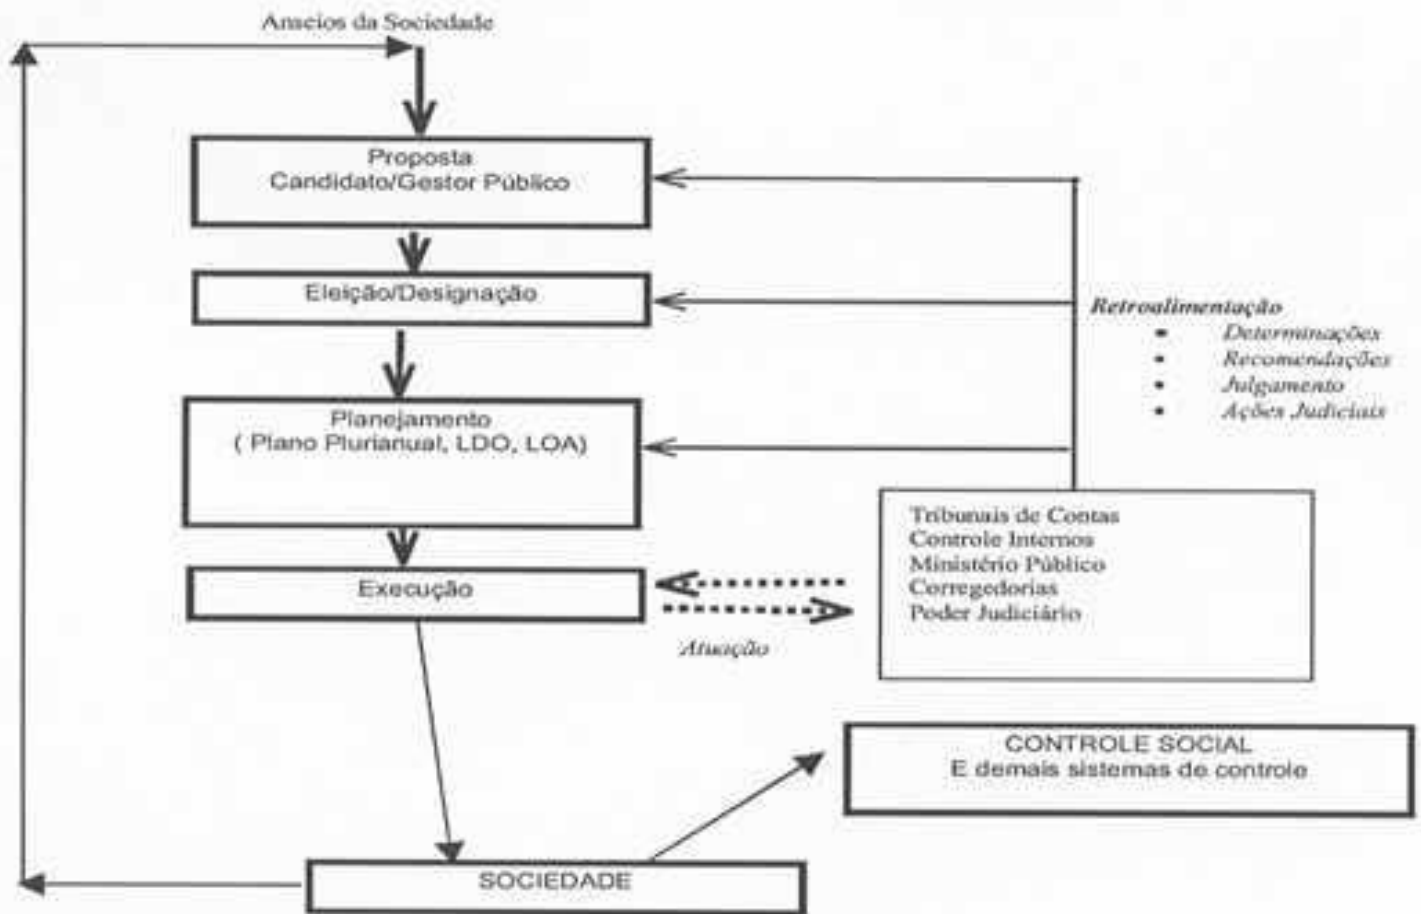 Anseios da Sociedade
Proposta
Candidato/Gestor Público
Eleição/Designação
Retroalimentação
• Determinações
• Recomendações
• Julgamento
• Ações Judiciais
Planejamento
( Plano Plurianual, LDO, LOA)
Tribunais de Contas
Controle Internos
Ministério Público
Corregedorias
Poder Judiciário
Execução
Atuação
CONTROLE SOCIAL
E demais sistemas de controle
SOCIEDADE